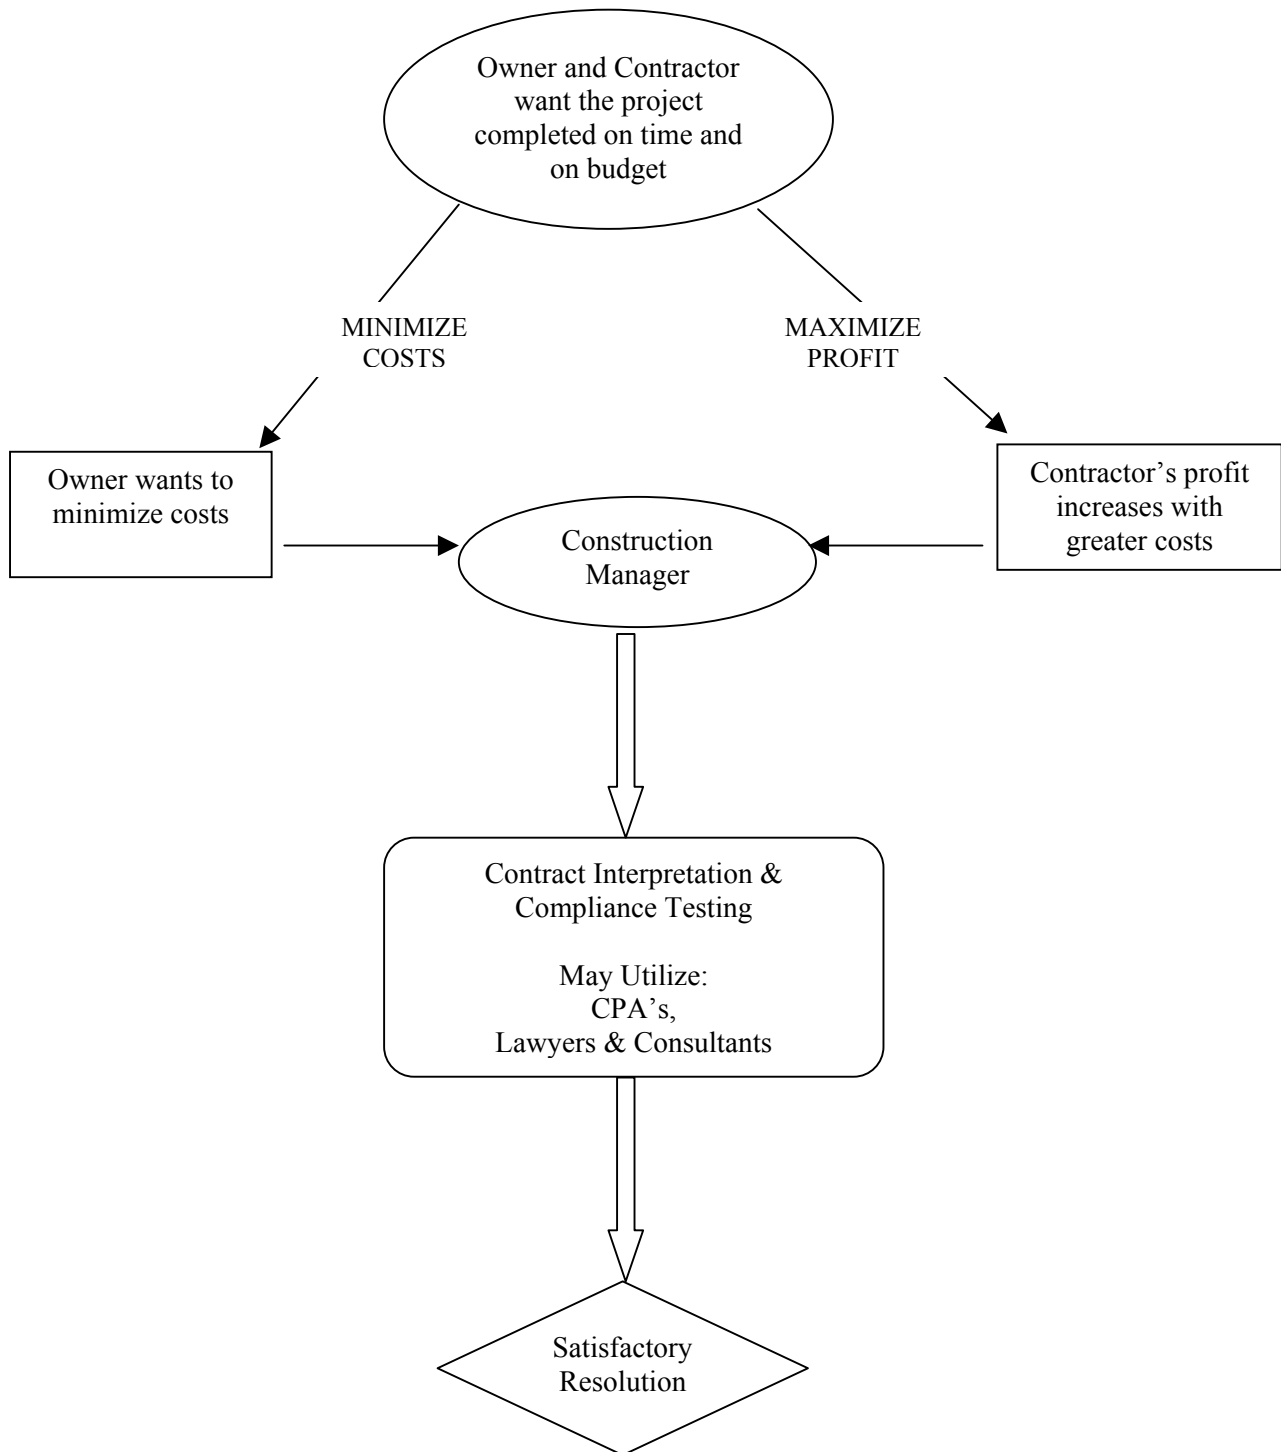 Owner and Contractor
want the project
completed on time and
on budget
MINIMIZE
COSTS
MAXIMIZE
PROFIT
Owner wants to
minimize costs
Construction
Manager
Contractor’s profit
increases with
greater costs
Contract Interpretation &
Compliance Testing
May Utilize:
CPA’s,
Lawyers & Consultants
Satisfactory
Resolution